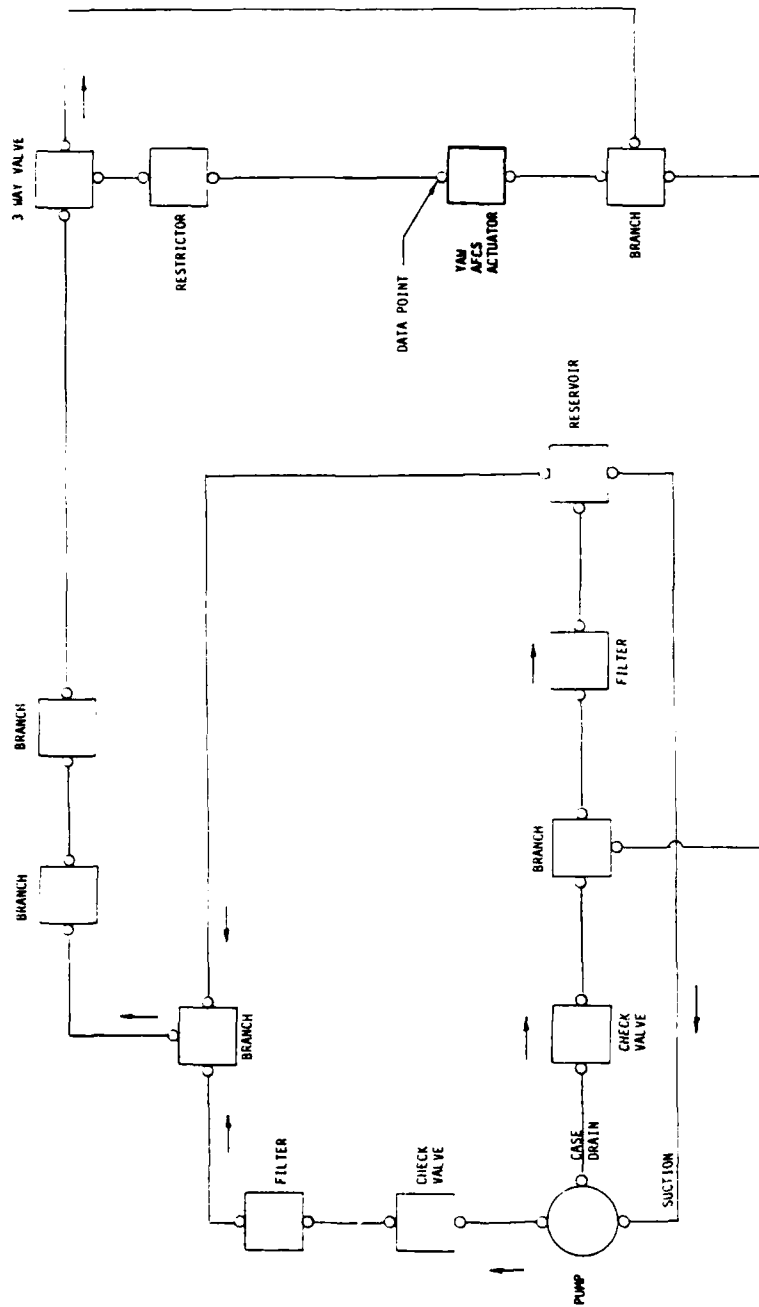 3 WAY VALVE
RESTRICTOR
DATA POINT
YAW
AFCS
ACTUATOR
BRANCH
RESERVOIR
BRANCH
BRANCH
FILTER
BRANCH
BRANCH
CHECK
VALVE
FILTER
CHECK
VALVE
CASE
DRAIN
SUCTION
PUMP